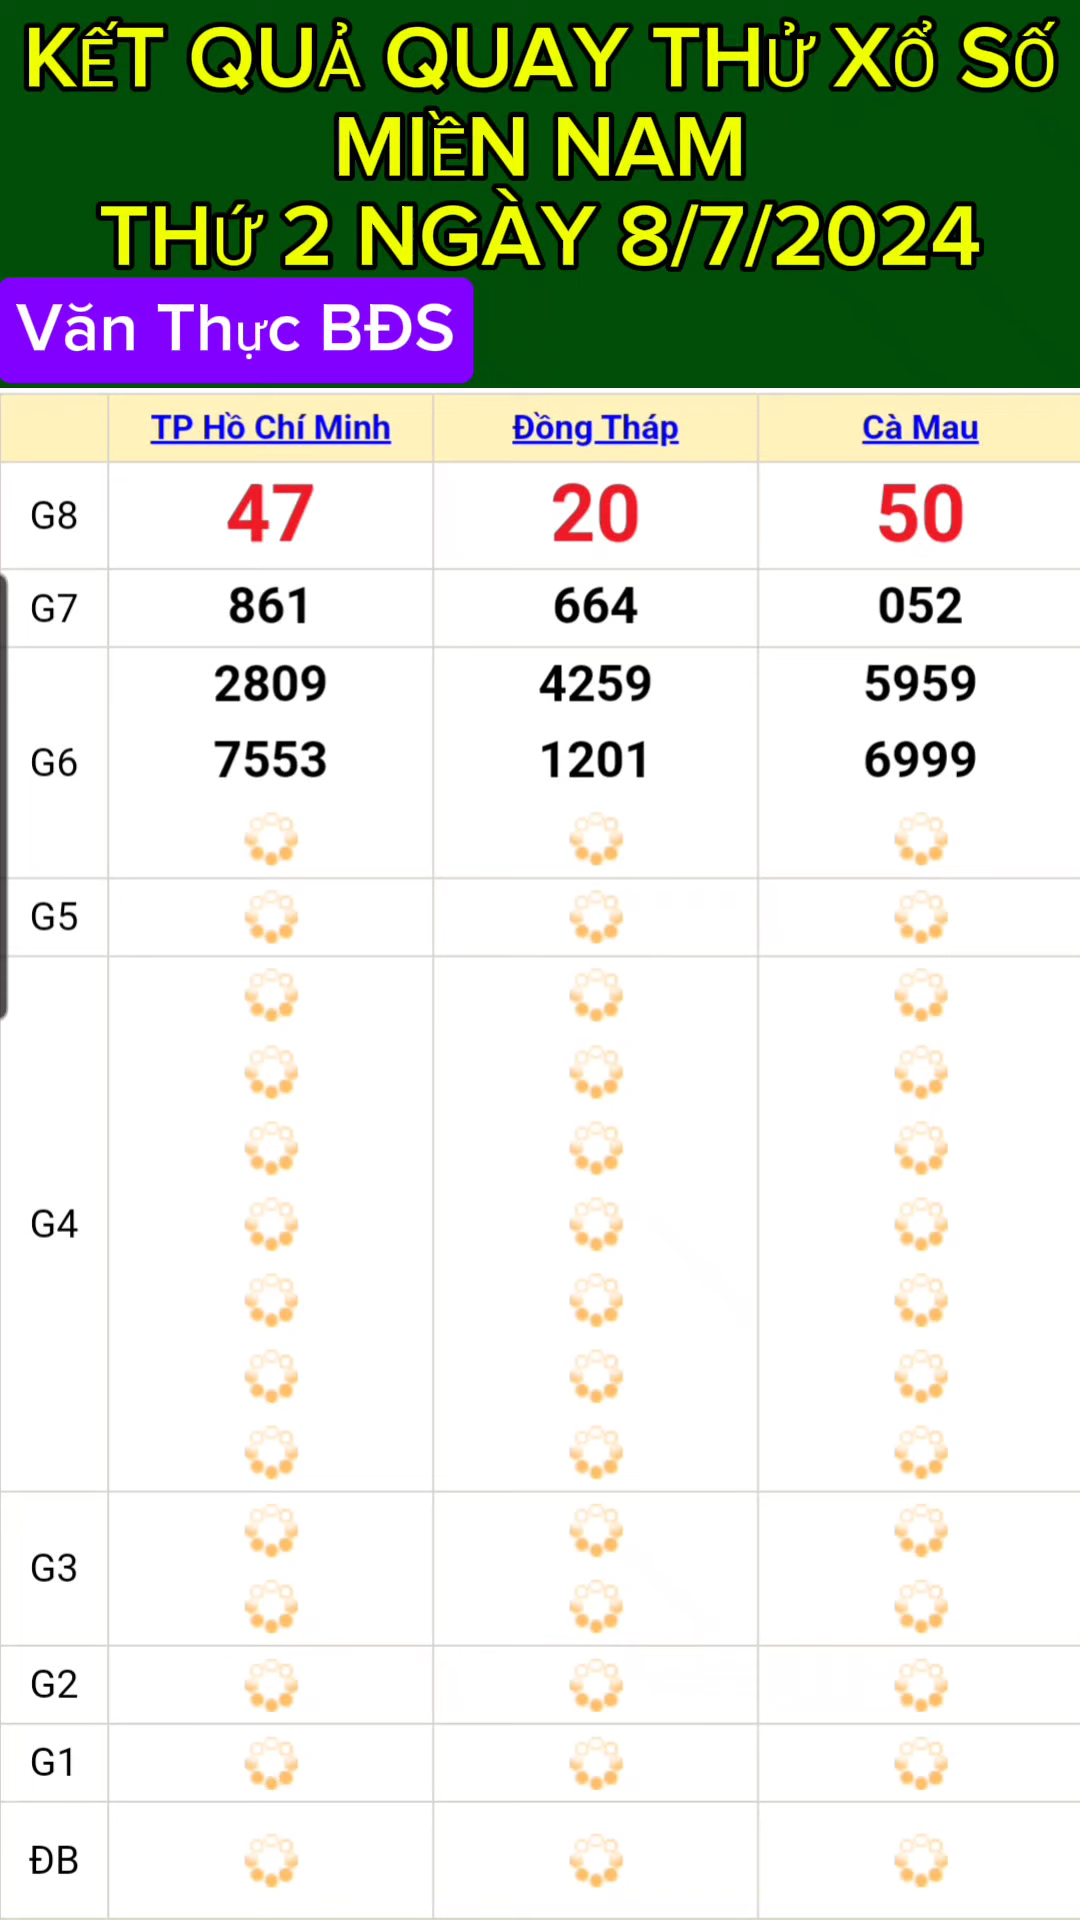 KẾT QUẢ QUAY THỬ XỔ SỐ
MIỀN NAM
THỨ 2 NGÀY 8/7/2024
Văn Thực BĐS
TP Hồ Chí Minh Đồng Tháp Cà Mau
G8 47 20 50
G7 861 664 052
2809 4259 5959
G6 7553 1201 6999
G5
G4
G3
G2
G1
ĐB